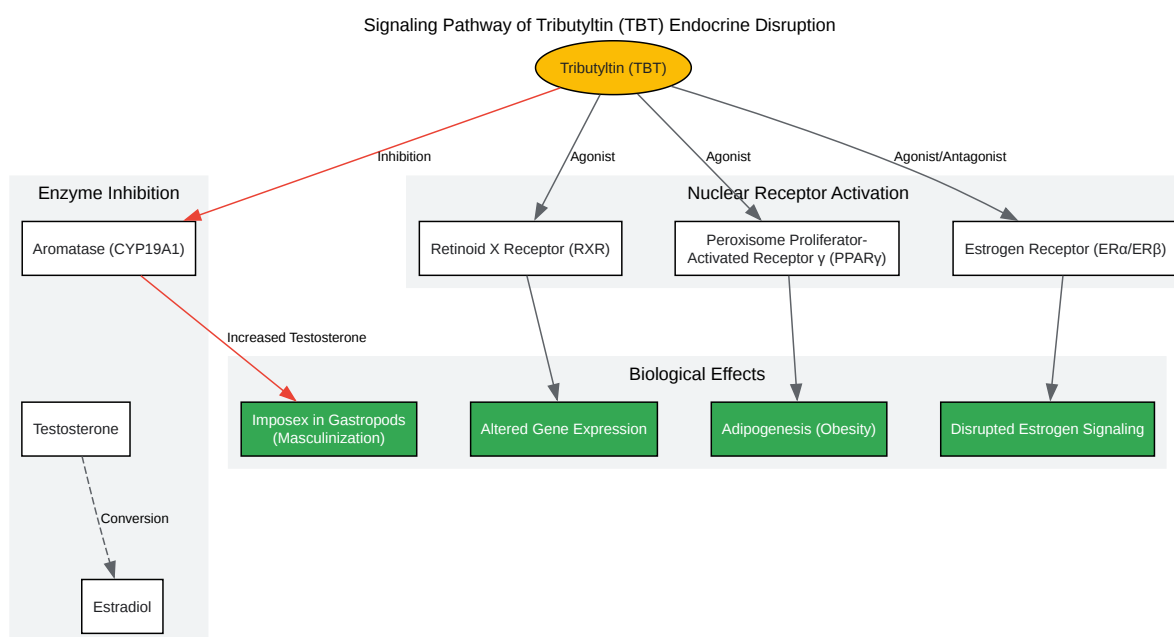 Signaling Pathway of Tributyltin (TBT) Endocrine Disruption
Tributyltin (TBT)
Inhibition
Agonist
Agonist
Agonist/Antagonist
Enzyme Inhibition
Nuclear Receptor Activation
Aromatase (CYP19A1)
Retinoid X Receptor (RXR)
Peroxisome Proliferator-
Activated Receptor γ (PPARγ)
Estrogen Receptor (ERα/ERβ)
Increased Testosterone
Biological Effects
Testosterone
Imposex in Gastropods
(Masculinization)
Altered Gene Expression
Adipogenesis (Obesity)
Disrupted Estrogen Signaling
Conversion
Estradiol